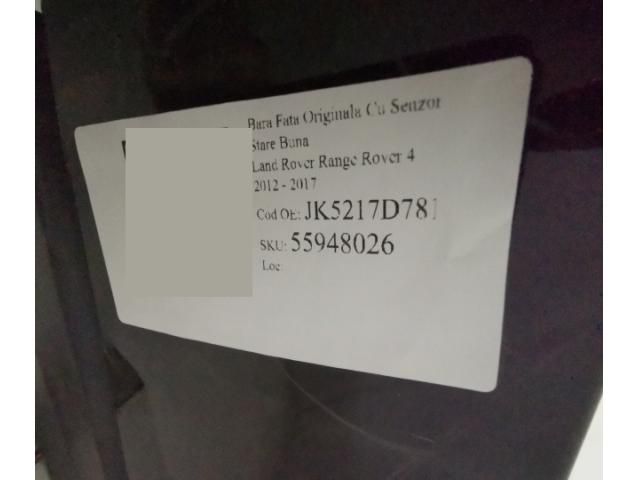 Bara Fata Originala Cu Senzor
Stare Buna
Land Rover Range Rover 4
2012 - 2017
Cod OE: JK5217D781
SKU: 55948026
Loc: